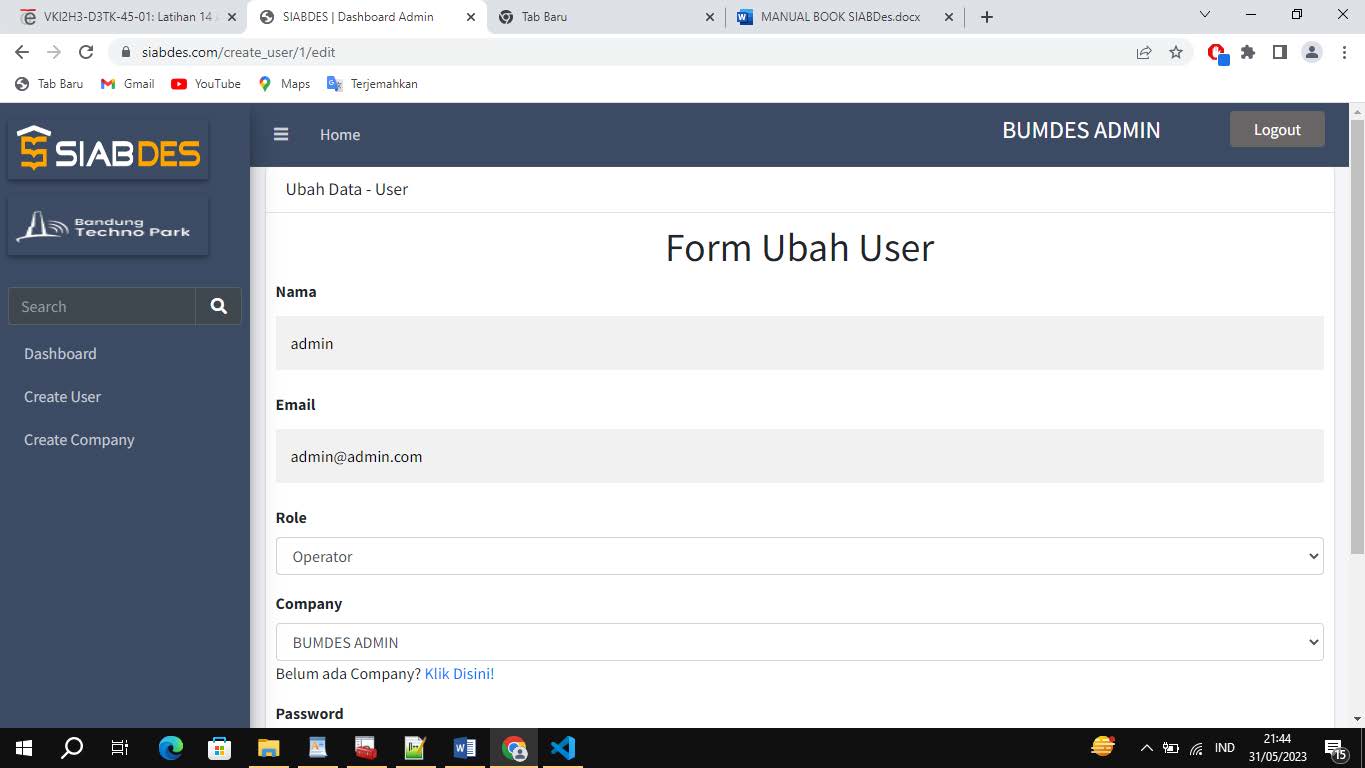 VKI2H3-D3TK-45-01: Latihan 14
SIABDES | Dashboard Admin
Tab Baru
MANUAL BOOK SIABDes.docx
siabdes.com/create_user/1/edit
Tab Baru
Gmail
YouTube
Maps
Terjemahkan
SIABDES
Home
BUMDES ADMIN
Logout
Ubah Data - User
Bandung
Techno Park
Form Ubah User
Nama
Search
admin
Dashboard
Create User
Email
Create Company
admin@admin.com
Role
Operator
Company
BUMDES ADMIN
Belum ada Company? Klik Disini!
Password
IND
21:44
31/05/2023
15